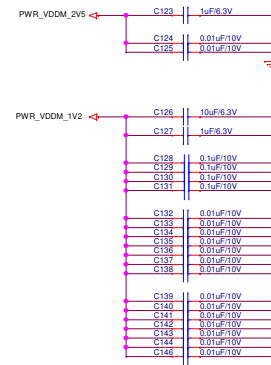 PWR_VDDM_2V5 C123 1uF/6.3V
C124 0.01uF/10V
C125 0.01uF/10V
PWR_VDDM_1V2 C126 10uF/6.3V
C127 1uF/6.3V
C128 0.1uF/10V
C129 0.1uF/10V
C130 0.1uF/10V
C131 0.1uF/10V
C132 0.01uF/10V
C133 0.01uF/10V
C134 0.01uF/10V
C135 0.01uF/10V
C136 0.01uF/10V
C137 0.01uF/10V
C138 0.01uF/10V
C139 0.01uF/10V
C140 0.01uF/10V
C141 0.01uF/10V
C142 0.01uF/10V
C143 0.01uF/10V
C144 0.01uF/10V
C145 0.01uF/10V
C146 0.01uF/10V